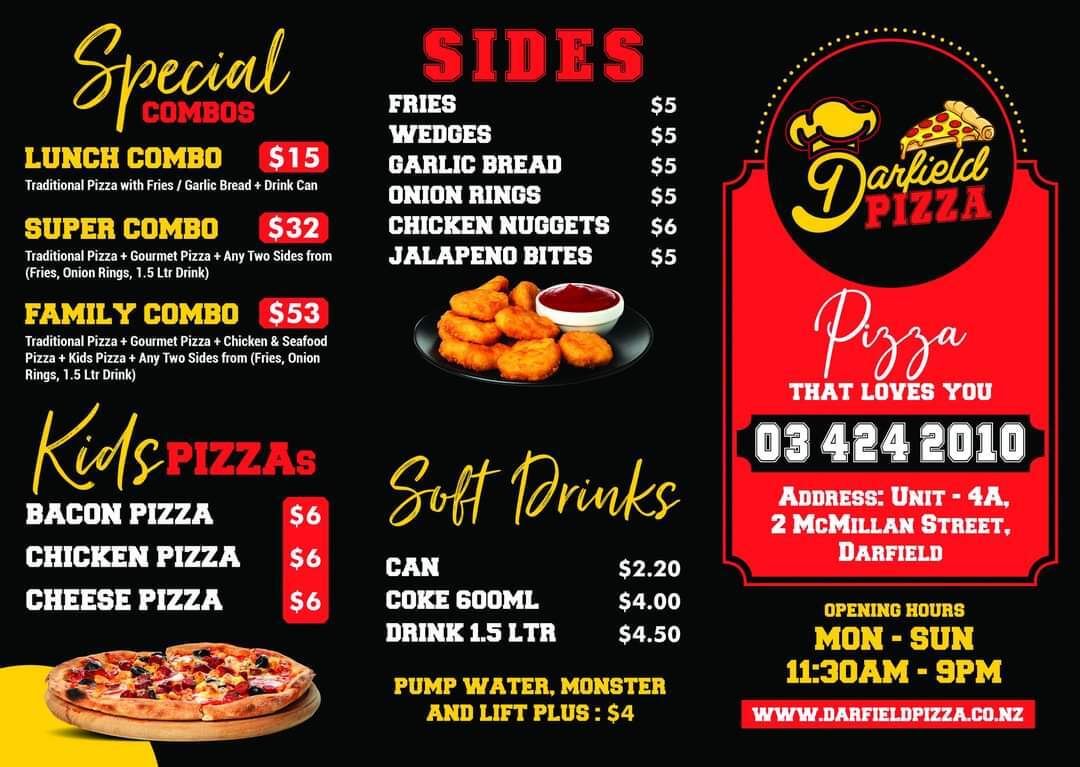 Special
COMBOS
LUNCH COMBO $15
Traditional Pizza with Fries / Garlic Bread + Drink Can
SUPER COMBO $32
Traditional Pizza + Gourmet Pizza + Any Two Sides from
(Fries, Onion Rings, 1.5 Ltr Drink)
FAMILY COMBO $53
Traditional Pizza + Gourmet Pizza + Chicken & Seafood
Pizza + Kids Pizza + Any Two Sides from (Fries, Onion
Rings, 1.5 Ltr Drink)
Kids PIZZAs
BACON PIZZA $6
CHICKEN PIZZA $6
CHEESE PIZZA $6
SIDES
FRIES $5
WEDGES $5
GARLIC BREAD $5
ONION RINGS $5
CHICKEN NUGGETS $6
JALAPENO BITES $5
Soft Drinks
CAN $2.20
COKE 600ML $4.00
DRINK 1.5 LTR $4.50
PUMP WATER, MONSTER
AND LIFT PLUS : $4
Darfield
PIZZA
Pizza
THAT LOVES YOU
03 424 2010
ADDRESS: UNIT - 4A,
2 MCMILLAN STREET,
DARFIELD
OPENING HOURS
MON - SUN
11:30AM - 9PM
WWW.DARFIELDPIZZA.CO.NZ